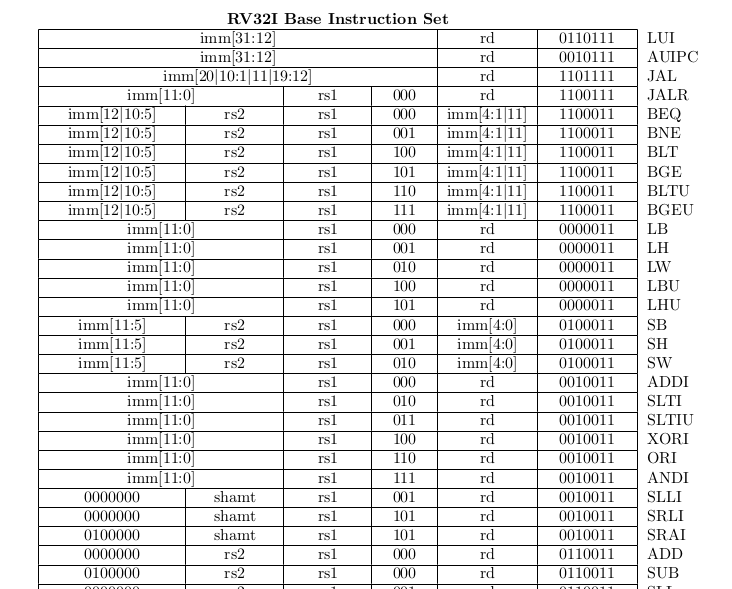 RV32I Base Instruction Set
imm[31:12] rd 0110111 LUI
imm[31:12] rd 0010111 AUIPC
imm[20|10:1|11|19:12] rd 1101111 JAL
imm[11:0] rs1 000 rd 1100111 JALR
imm[12|10:5] rs2 rs1 000 imm[4:1|11] 1100011 BEQ
imm[12|10:5] rs2 rs1 001 imm[4:1|11] 1100011 BNE
imm[12|10:5] rs2 rs1 100 imm[4:1|11] 1100011 BLT
imm[12|10:5] rs2 rs1 101 imm[4:1|11] 1100011 BGE
imm[12|10:5] rs2 rs1 110 imm[4:1|11] 1100011 BLTU
imm[12|10:5] rs2 rs1 111 imm[4:1|11] 1100011 BGEU
imm[11:0] rs1 000 rd 0000011 LB
imm[11:0] rs1 001 rd 0000011 LH
imm[11:0] rs1 010 rd 0000011 LW
imm[11:0] rs1 100 rd 0000011 LBU
imm[11:0] rs1 101 rd 0000011 LHU
imm[11:5] rs2 rs1 000 imm[4:0] 0100011 SB
imm[11:5] rs2 rs1 001 imm[4:0] 0100011 SH
imm[11:5] rs2 rs1 010 imm[4:0] 0100011 SW
imm[11:0] rs1 000 rd 0010011 ADDI
imm[11:0] rs1 010 rd 0010011 SLTI
imm[11:0] rs1 011 rd 0010011 SLTIU
imm[11:0] rs1 100 rd 0010011 XORI
imm[11:0] rs1 110 rd 0010011 ORI
imm[11:0] rs1 111 rd 0010011 ANDI
0000000 shamt rs1 001 rd 0010011 SLLI
0000000 shamt rs1 101 rd 0010011 SRLI
0100000 shamt rs1 101 rd 0010011 SRAI
0000000 rs2 rs1 000 rd 0110011 ADD
0100000 rs2 rs1 000 rd 0110011 SUB